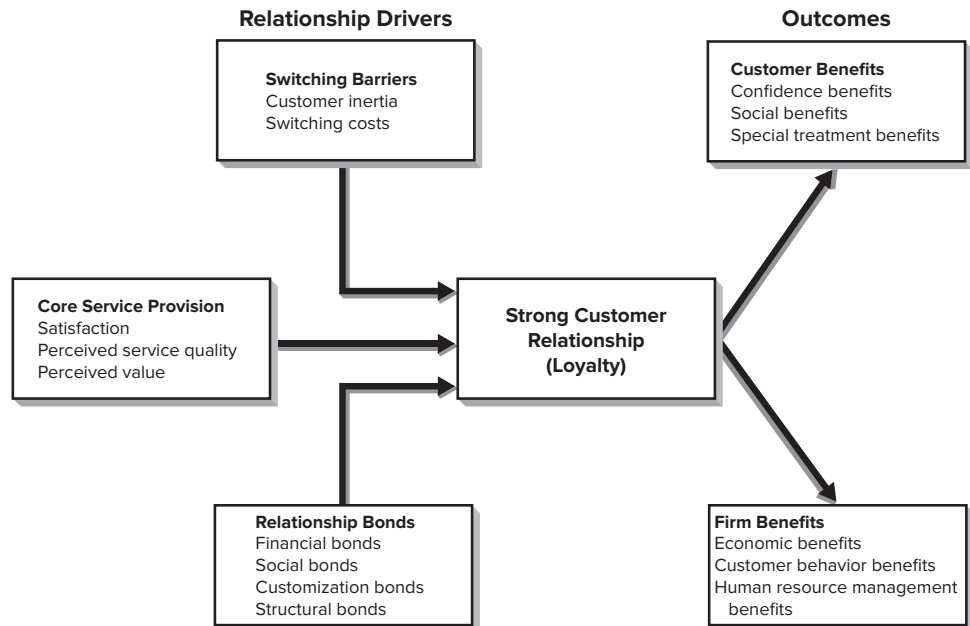 Relationship Drivers
Outcomes
Switching Barriers
Customer inertia
Switching costs
Customer Benefits
Confidence benefits
Social benefits
Special treatment benefits
Core Service Provision
Satisfaction
Perceived service quality
Perceived value
Strong Customer
Relationship
(Loyalty)
Relationship Bonds
Financial bonds
Social bonds
Customization bonds
Structural bonds
Firm Benefits
Economic benefits
Customer behavior benefits
Human resource management
benefits